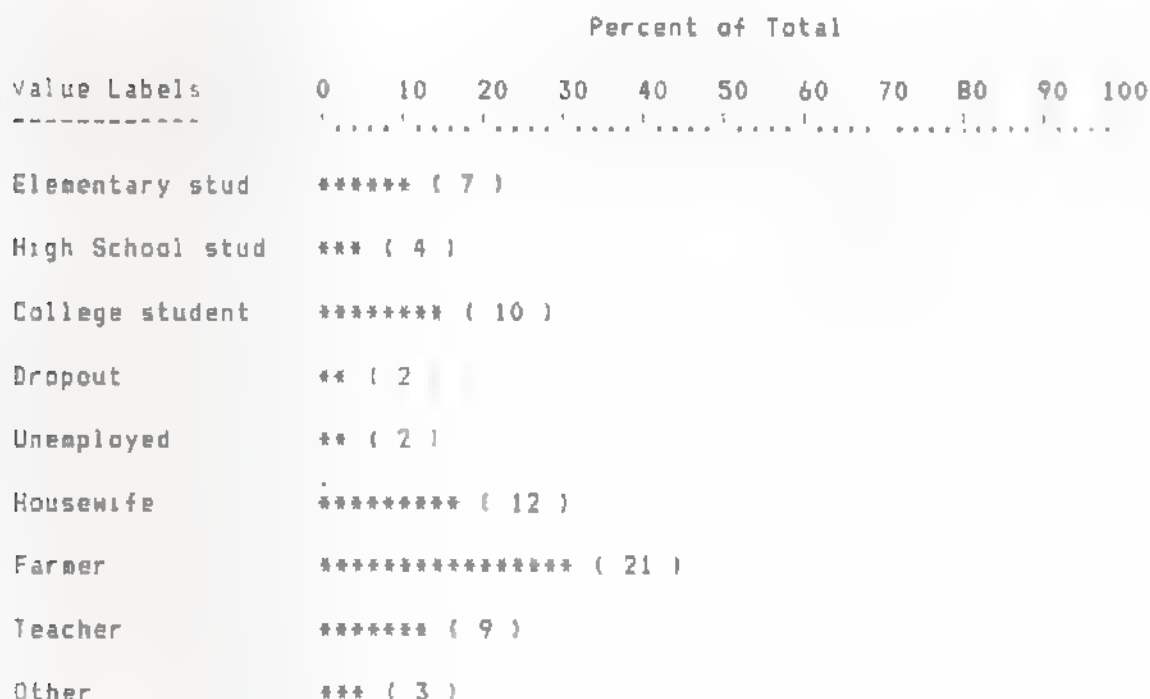 Percent of Total
Value Labels 0 10 20 30 40 50 60 70 80 90 100
Elementary stud ****** ( 7 )
High School stud *** ( 4 )
College student ******** ( 10 )
Dropout ** ( 2
Unemployed ** ( 2 )
Housewife ********* ( 12 )
Farmer **************** ( 21 )
Teacher ******* ( 9 )
Other *** ( 3 )